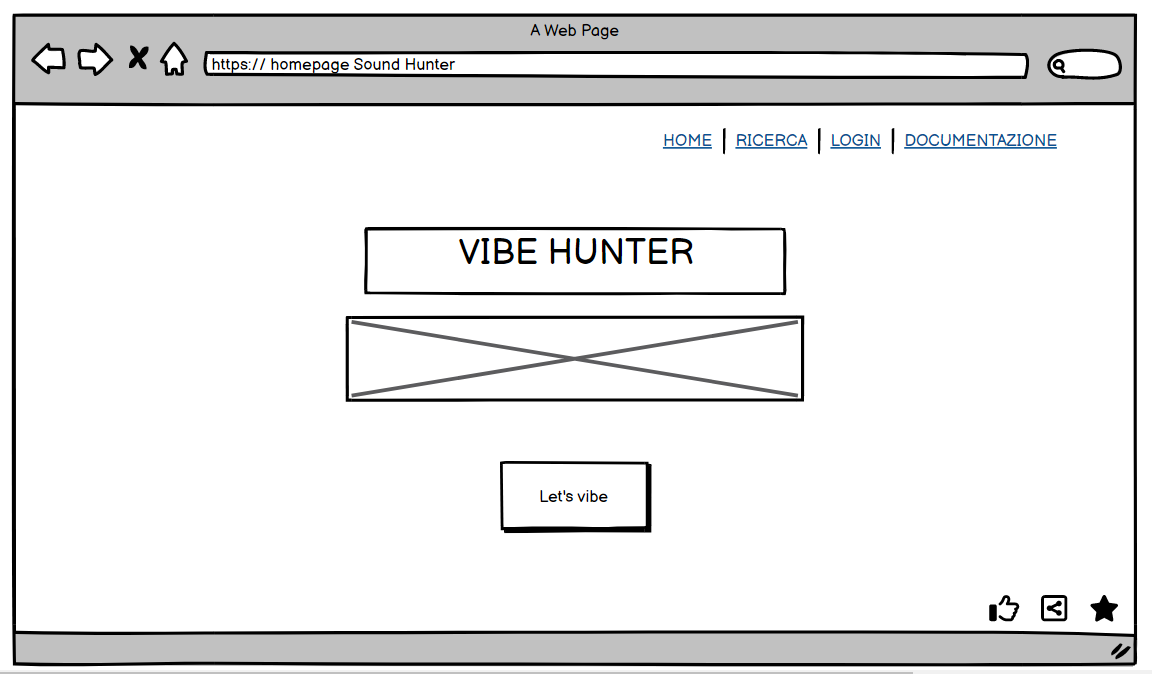 A Web Page
https:// homepage Sound Hunter
HOME RICERCA LOGIN DOCUMENTAZIONE
VIBE HUNTER
Let's vibe